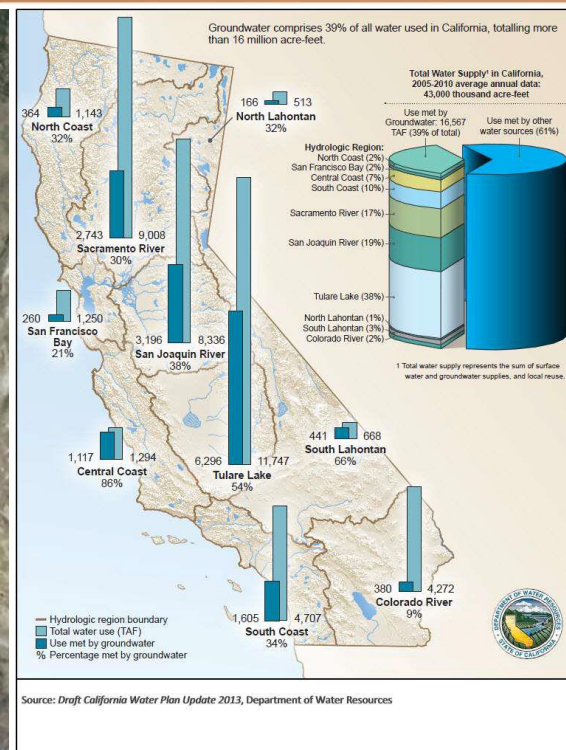 Groundwater comprises 39% of all water used in California, totalling more
than 16 million acre-feet.
Total Water Supply¹ in California,
2005-2010 average annual data:
43,000 thousand acre-feet
Use met by
Groundwater: 16,567
TAF (39% of total)
Use met by other
water sources (61%)
Hydrologic Region:
North Coast (2%)
San Francisco Bay (2%)
Central Coast (7%)
South Coast (10%)
Sacramento River (17%)
San Joaquin River (19%)
Tulare Lake (38%)
North Lahontan (1%)
South Lahontan (3%)
Colorado River (2%)
1 Total water supply represents the sum of surface
water and groundwater supplies, and local reuse.
364 1,143
North Coast
32%
166 513
North Lahontan
32%
2,743 9,008
Sacramento River
30%
260 1,250
San Francisco
Bay
21%
3,196 8,336
San Joaquin River
38%
1,117 1,294
Central Coast
86%
6,296 11,747
Tulare Lake
54%
441 668
South Lahontan
66%
1,605 4,707
South Coast
34%
380 4,272
Colorado River
9%
Hydrologic region boundary
Total water use (TAF)
Use met by groundwater
% Percentage met by groundwater
DEPARTMENT OF WATER RESOURCES
STATE OF CALIFORNIA
Source: Draft California Water Plan Update 2013, Department of Water Resources